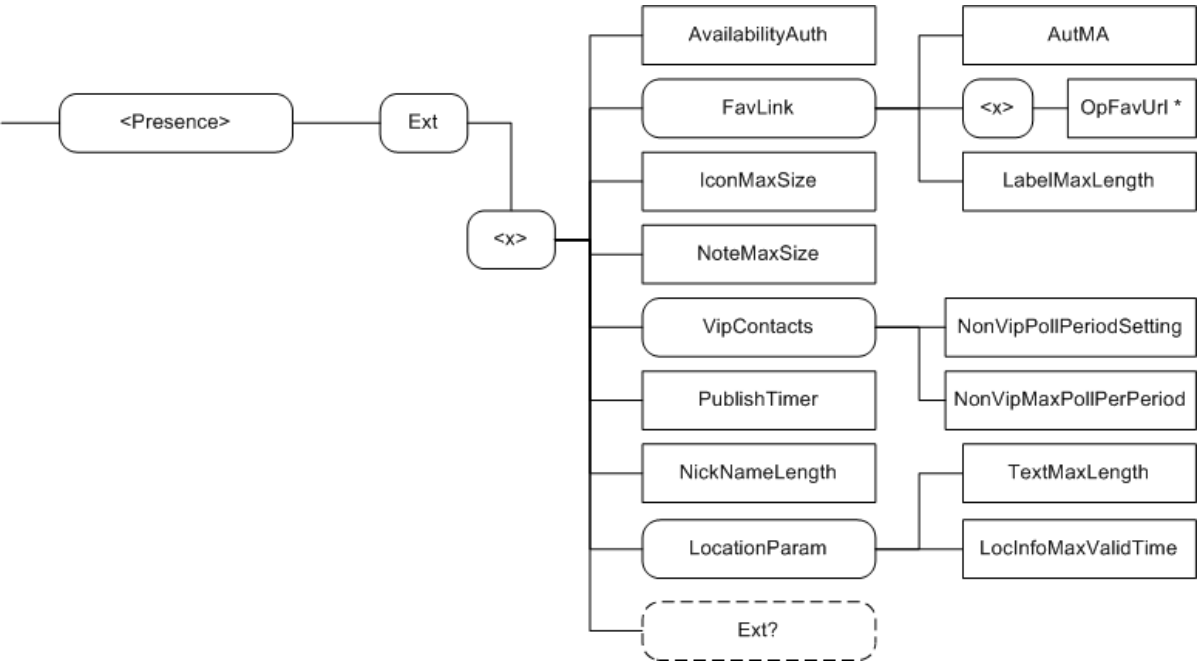 <Presence>
Ext
<x>
AvailabilityAuth
FavLink
IconMaxSize
NoteMaxSize
VipContacts
PublishTimer
NickNameLength
LocationParam
Ext?
AutMA
<x>
OpFavUrl *
LabelMaxLength
NonVipPollPeriodSetting
NonVipMaxPollPerPeriod
TextMaxLength
LocInfoMaxValidTime